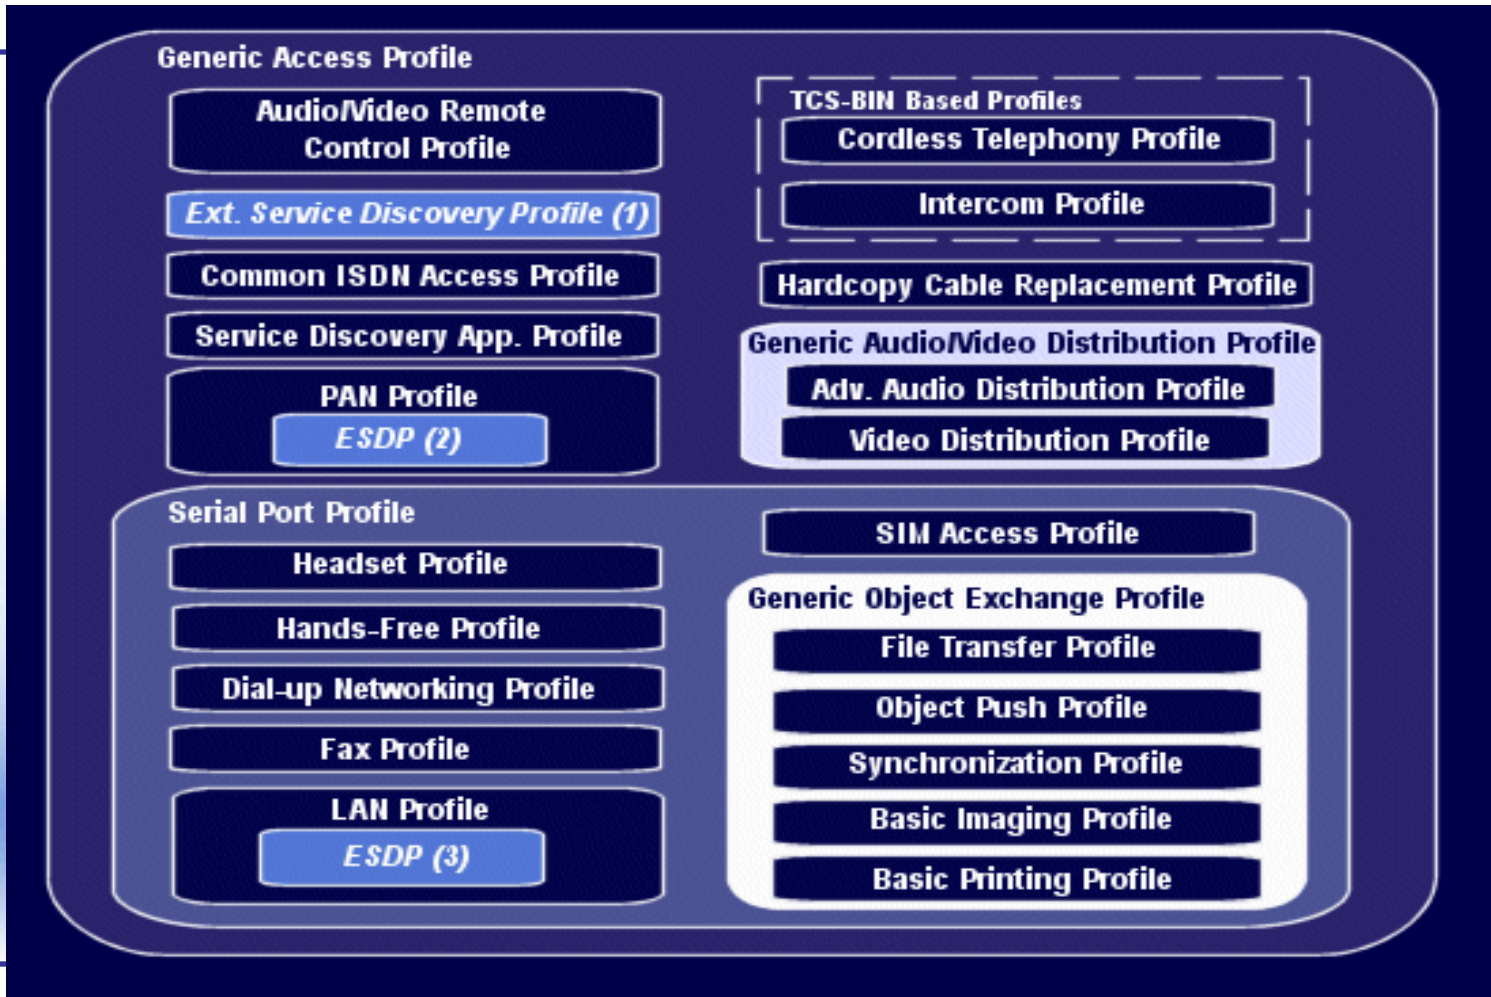 Generic Access Profile
Audio/Video Remote
Control Profile
Ext. Service Discovery Profile (1)
Common ISDN Access Profile
Service Discovery App. Profile
PAN Profile
ESDP (2)
TCS-BIN Based Profiles
Cordless Telephony Profile
Intercom Profile
Hardcopy Cable Replacement Profile
Generic Audio/Video Distribution Profile
Adv. Audio Distribution Profile
Video Distribution Profile
Serial Port Profile
Headset Profile
Hands-Free Profile
Dial-up Networking Profile
Fax Profile
LAN Profile
ESDP (3)
SIM Access Profile
Generic Object Exchange Profile
File Transfer Profile
Object Push Profile
Synchronization Profile
Basic Imaging Profile
Basic Printing Profile